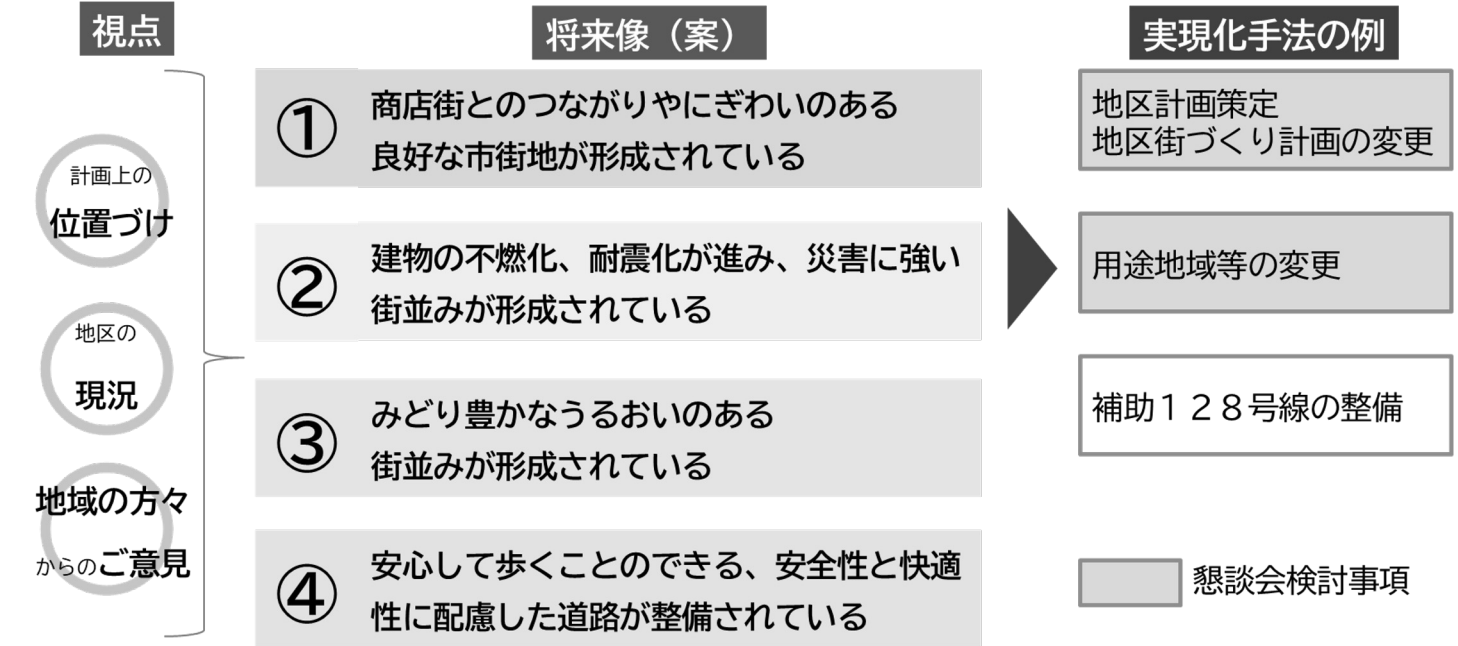 視点
計画上の
位置づけ
地区の
現況
地域の方々
からのご意見
将来像（案）
① 商店街とのつながりやにぎわいのある
良好な市街地が形成されている
② 建物の不燃化、耐震化が進み、災害に強い
街並みが形成されている
③ みどり豊かなうるおいのある
街並みが形成されている
④ 安心して歩くことのできる、安全性と快適
性に配慮した道路が整備されている
実現化手法の例
地区計画策定
地区街づくり計画の変更
用途地域等の変更
補助１２８号線の整備
懇談会検討事項